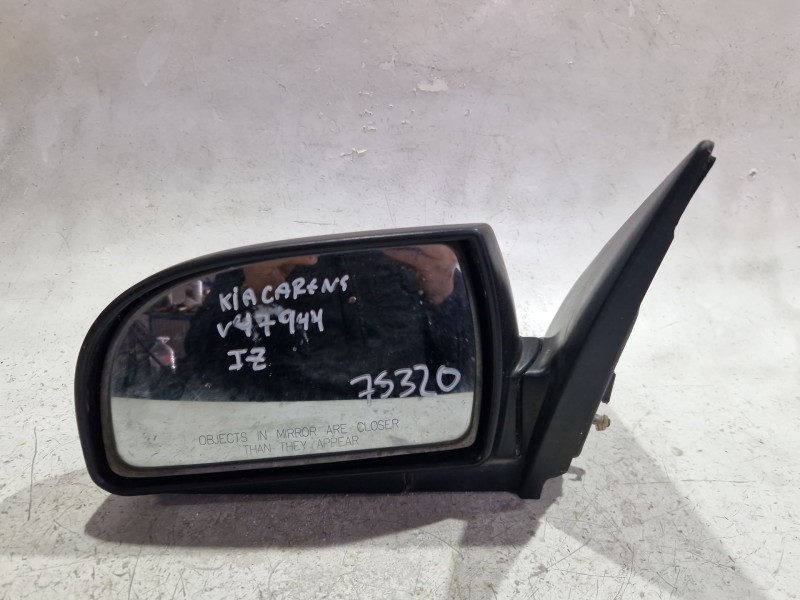 KIA CARENS
V47944
IZ
75320
OBJECTS IN MIRROR ARE CLOSER
THAN THEY APPEAR